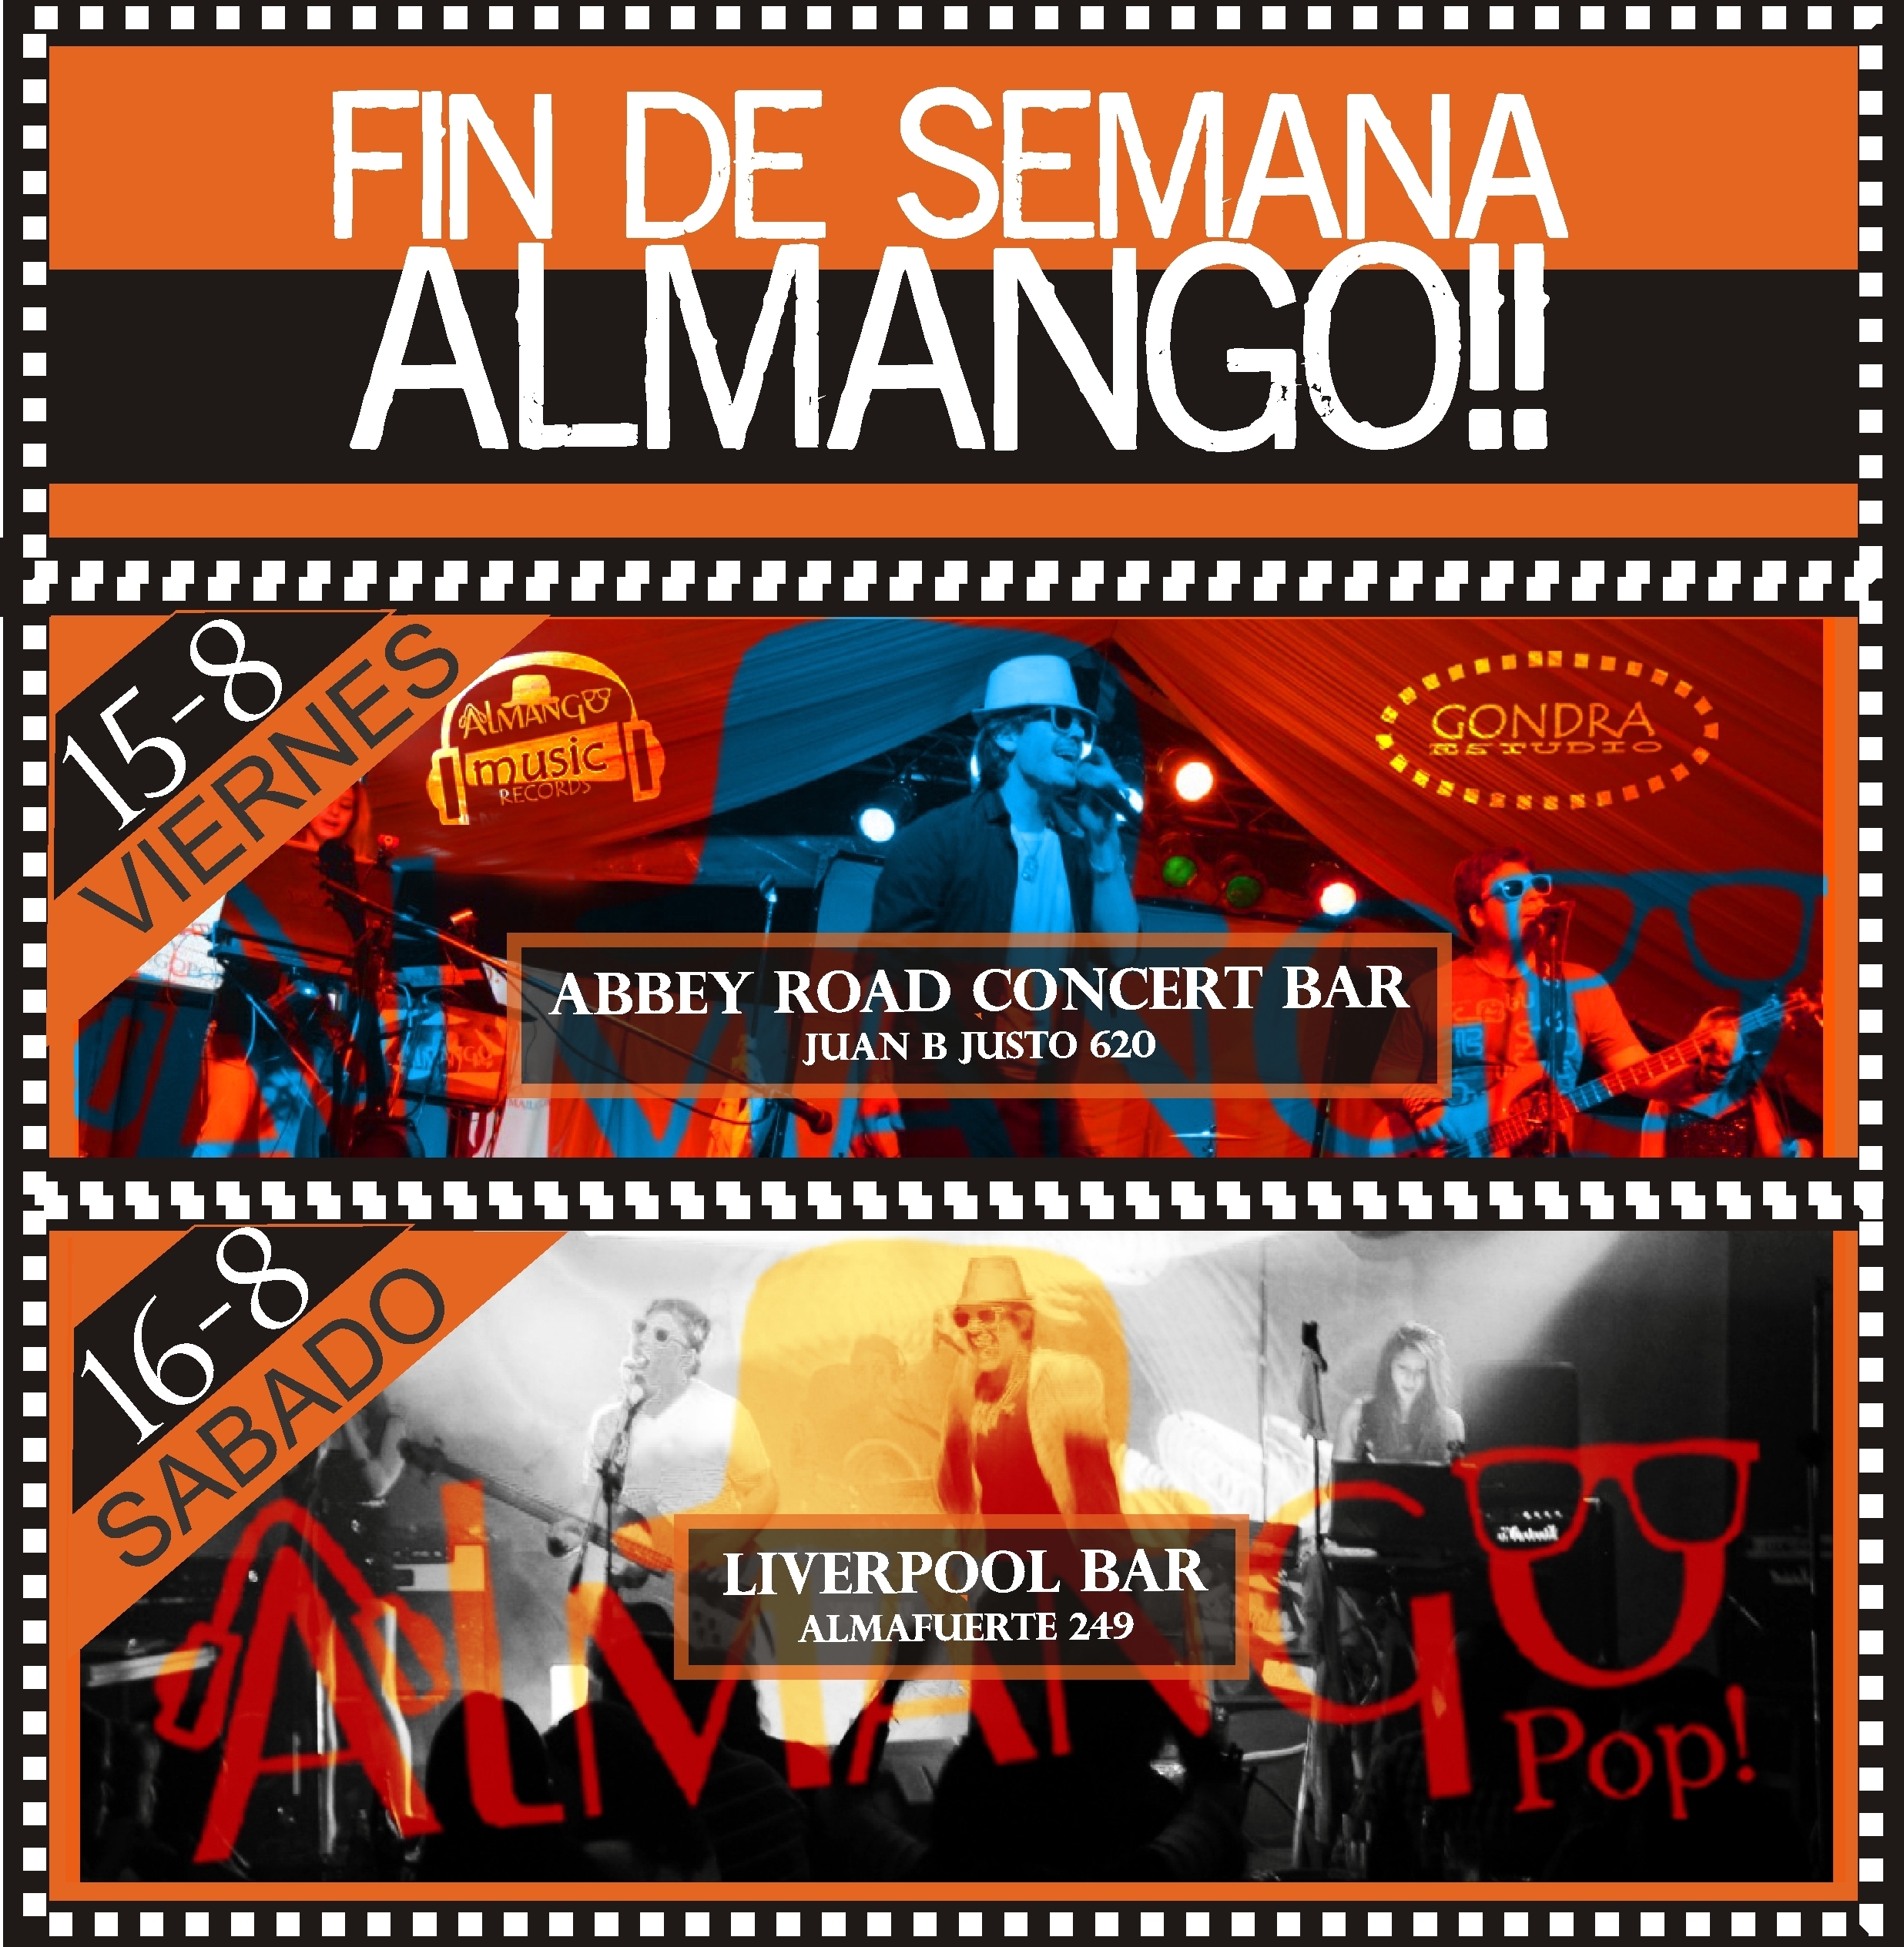 FIN DE SEMANA
ALMANGO!!
15-8
VIERNES
ALMANGO
music
RECORDS
GONDRA
ESTUDIO
ABBEY ROAD CONCERT BAR
JUAN B JUSTO 620
16-8
SABADO
LIVERPOOL BAR
ALMAFUERTE 249
ALMANGO
Pop!